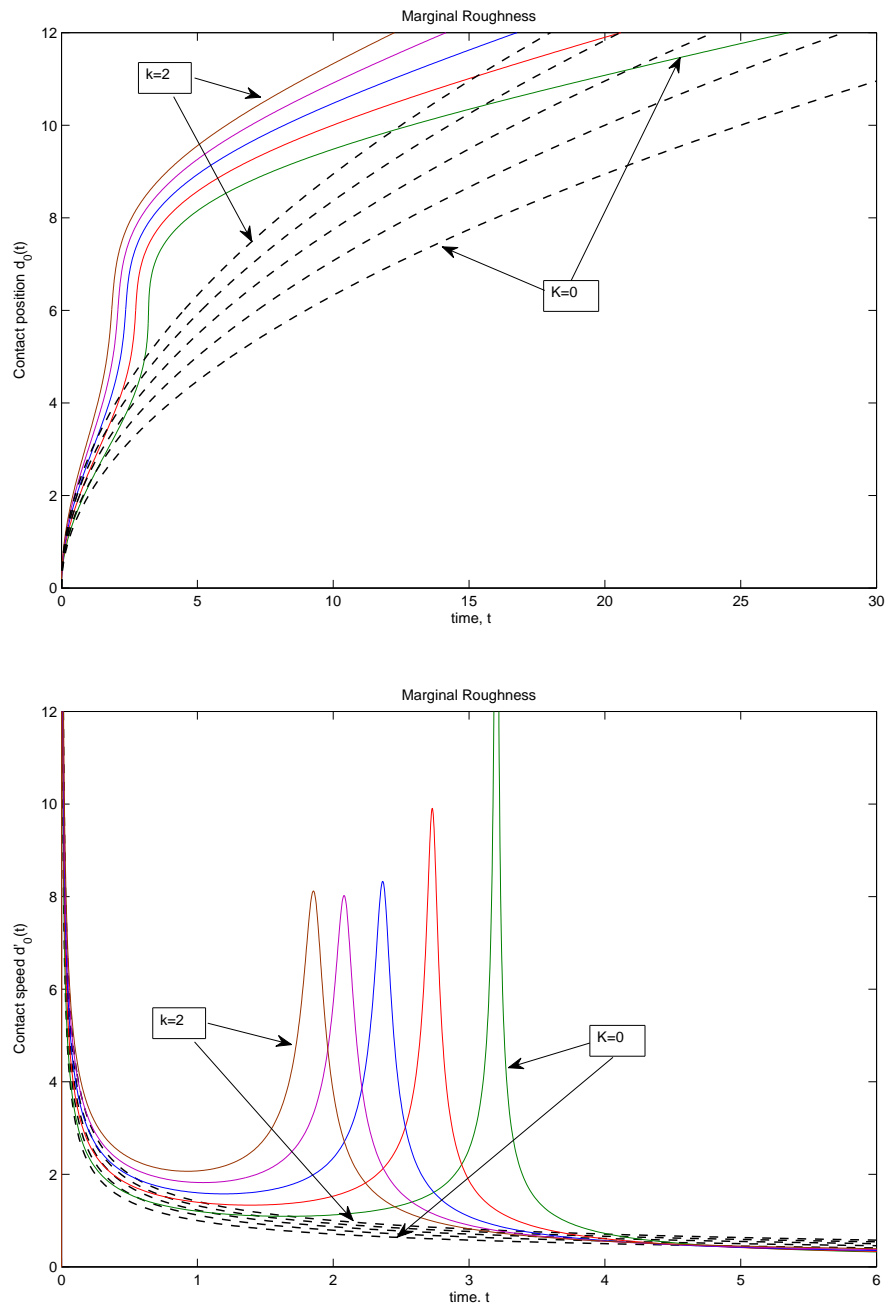 Marginal Roughness
12
10
8
6
4
2
0
Contact position d₀(t)
k=2
K=0
0 5 10 15 20 25 30
time, t
Marginal Roughness
12
10
8
6
4
2
0
Contact speed d'₀(t)
k=2
K=0
0 1 2 3 4 5 6
time. t